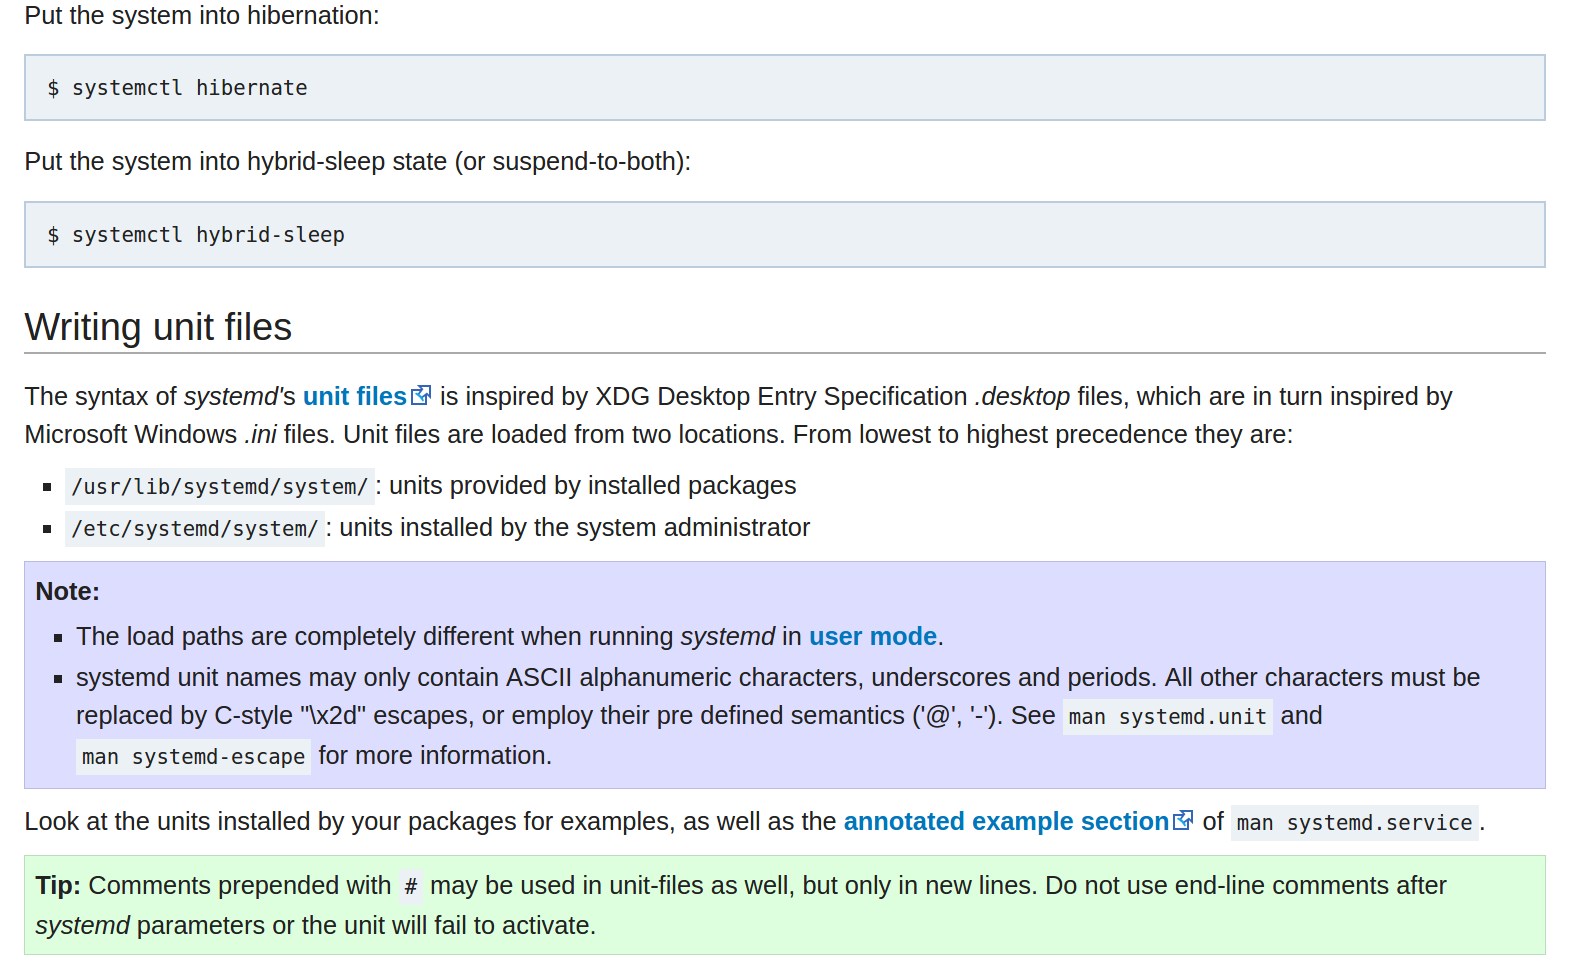 Put the system into hibernation:
$ systemctl hibernate
Put the system into hybrid-sleep state (or suspend-to-both):
$ systemctl hybrid-sleep
Writing unit files
The syntax of systemd's unit files is inspired by XDG Desktop Entry Specification .desktop files, which are in turn inspired by
Microsoft Windows .ini files. Unit files are loaded from two locations. From lowest to highest precedence they are:
/usr/lib/systemd/system/ : units provided by installed packages
/etc/systemd/system/ : units installed by the system administrator
Note:
The load paths are completely different when running systemd in user mode.
systemd unit names may only contain ASCII alphanumeric characters, underscores and periods. All other characters must be
replaced by C-style "\x2d" escapes, or employ their pre defined semantics ('@', '-'). See man systemd.unit and
man systemd-escape for more information.
Look at the units installed by your packages for examples, as well as the annotated example section of man systemd.service .
Tip: Comments prepended with # may be used in unit-files as well, but only in new lines. Do not use end-line comments after
systemd parameters or the unit will fail to activate.